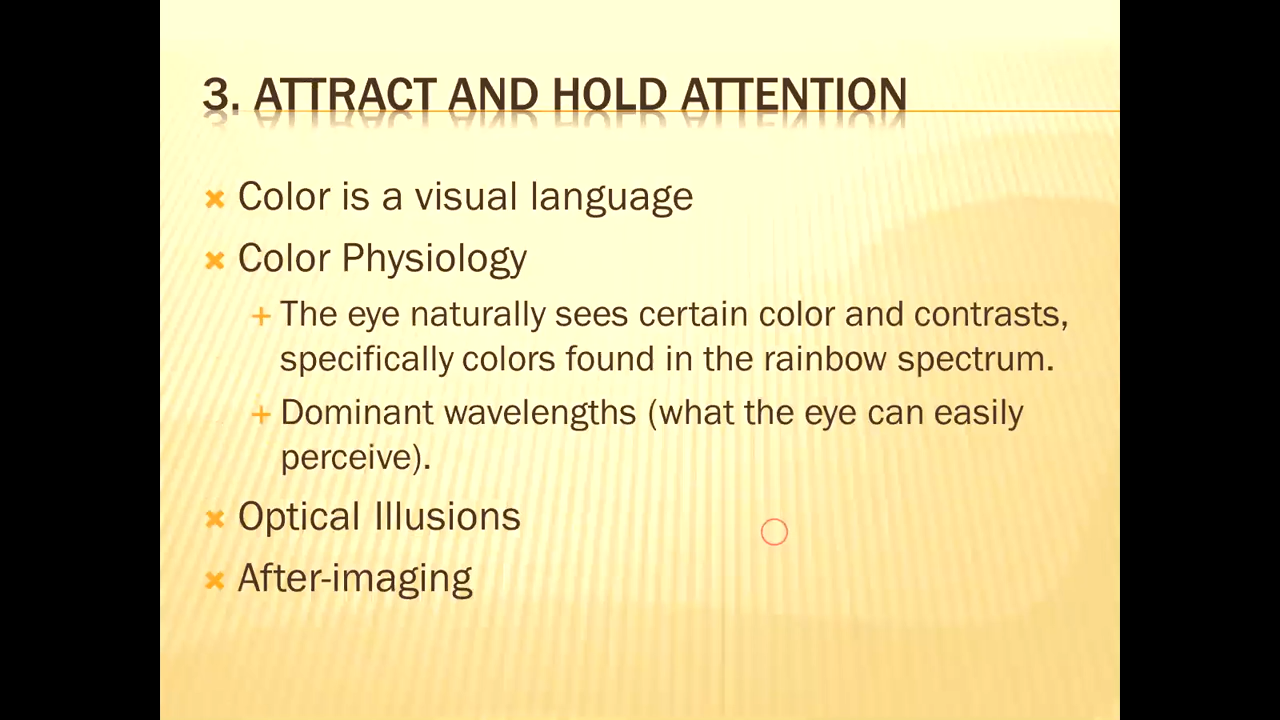 3. ATTRACT AND HOLD ATTENTION
Color is a visual language
Color Physiology
The eye naturally sees certain color and contrasts,
specifically colors found in the rainbow spectrum.
Dominant wavelengths (what the eye can easily
perceive).
Optical Illusions
After-imaging